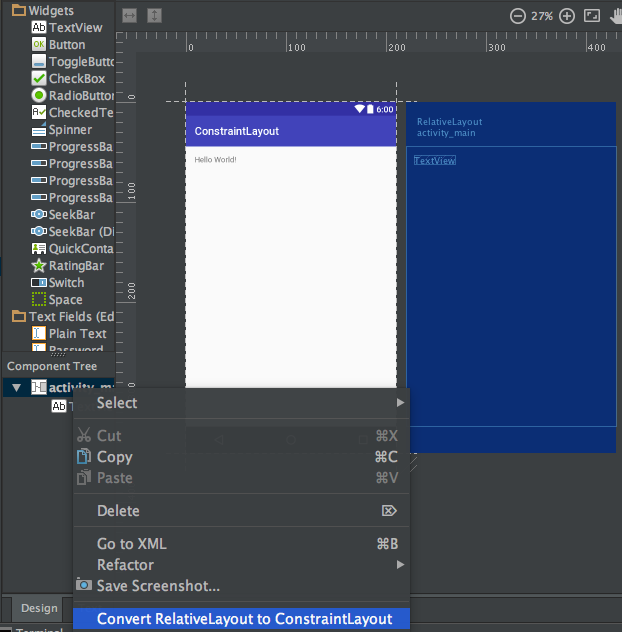 Widgets
27%
Ab TextView
OK Button
ToggleButto
CheckBox
RadioButton
CheckedTe
Spinner
ProgressBa
ProgressBa
ProgressBa
ProgressBa
SeekBar
SeekBar (Di
QuickConta
RatingBar
Switch
Space
Text Fields (Ed
Plain Text
Password
0 100 200 300 400
0
100
200
6:00
ConstraintLayout
Hello World!
RelativeLayout
activity_main
TextView
Component Tree
activity_ma
Ab T
Select
Cut ⌘X
Copy ⌘C
Paste ⌘V
Delete
Go to XML ⌘B
Refactor
Save Screenshot...
Convert RelativeLayout to ConstraintLayout
Design
Terminal